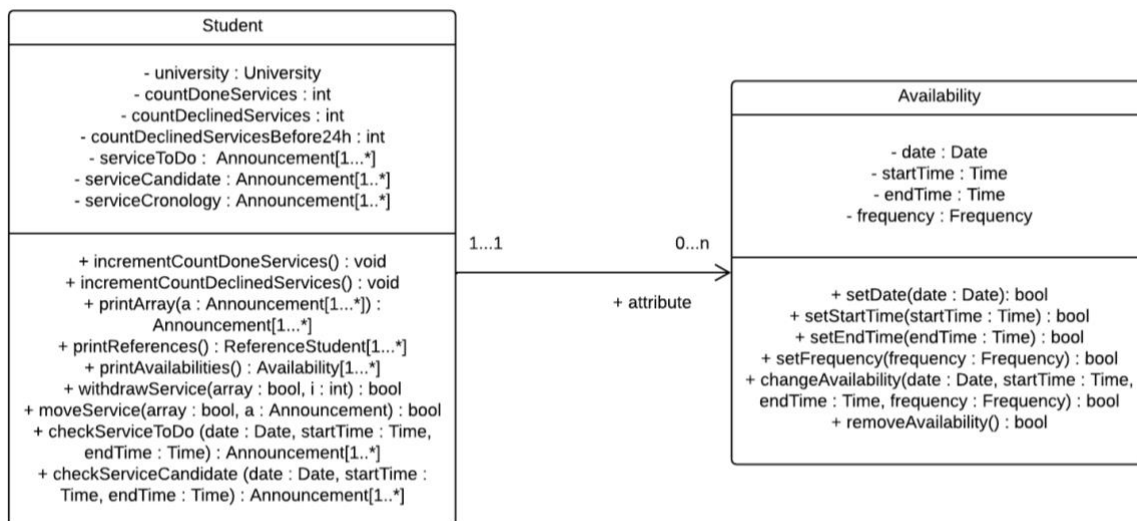 Student
- university : University
- countDoneServices : int
- countDeclinedServices : int
- countDeclinedServicesBefore24h : int
- serviceToDo : Announcement[1...*]
- serviceCandidate : Announcement[1..*]
- serviceCronology : Announcement[1..*]
+ incrementCountDoneServices() : void
+ incrementCountDeclinedServices() : void
+ printArray(a : Announcement[1...*]) :
Announcement[1...*]
+ printReferences() : ReferenceStudent[1...*]
+ printAvailabilities() : Availability[1...*]
+ withdrawService(array : bool, i : int) : bool
+ moveService(array : bool, a : Announcement) : bool
+ checkServiceToDo (date : Date, startTime : Time,
endTime : Time) : Announcement[1..*]
+ checkServiceCandidate (date : Date, startTime :
Time, endTime : Time) : Announcement[1..*]
1...1
0...n
+ attribute
Availability
- date : Date
- startTime : Time
- endTime : Time
- frequency : Frequency
+ setDate(date : Date): bool
+ setStartTime(startTime : Time) : bool
+ setEndTime(endTime : Time) : bool
+ setFrequency(frequency : Frequency) : bool
+ changeAvailability(date : Date, startTime : Time,
endTime : Time, frequency : Frequency) : bool
+ removeAvailability() : bool